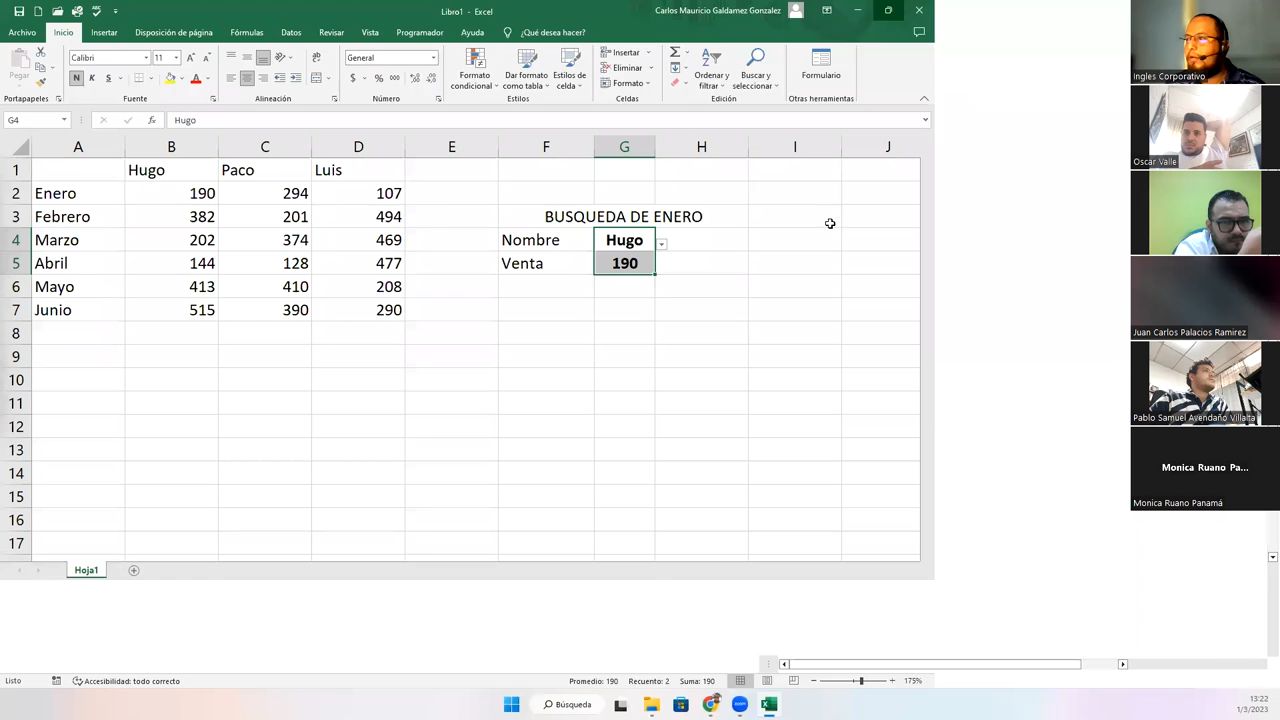 Libro1 - Excel
Carlos Mauricio Galdamez Gonzalez
Archivo Inicio Insertar Disposición de página Fórmulas Datos Revisar Vista Programador Ayuda ¿Qué desea hacer?
Pegar
Calibri 11
N K S
General
$ % 000
Formato condicional
Dar formato como tabla
Estilos de celda
Insertar
Eliminar
Formato
Ordenar y filtrar
Buscar y seleccionar
Formulario
Portapapeles Fuente Alineación Número Estilos Celdas Edición Otras herramientas
G4 fx Hugo
A B C D E F G H I J
1 Hugo Paco Luis
2 Enero 190 294 107
3 Febrero 382 201 494 BUSQUEDA DE ENERO
4 Marzo 202 374 469 Nombre Hugo
5 Abril 144 128 477 Venta 190
6 Mayo 413 410 208
7 Junio 515 390 290
8
9
10
11
12
13
14
15
16
17
Hoja1
Listo Accesibilidad: todo correcto Promedio: 190 Recuento: 2 Suma: 190 175%
Búsqueda
13:22
1/3/2023
Ingles Corporativo
Oscar Valle
Juan Carlos Palacios Ramirez
Pablo Samuel Avendaño Villalta
Monica Ruano Pa...
Monica Ruano Panamá